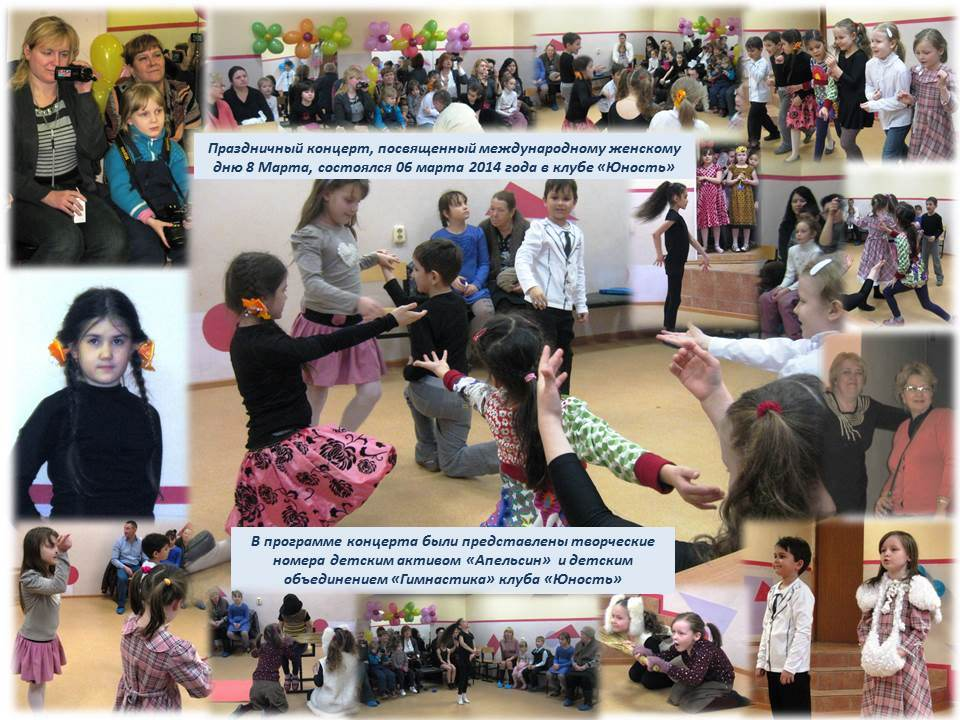 Праздничный концерт, посвященный международному женскому
дню 8 Марта, состоялся 06 марта 2014 года в клубе «Юность»
В программе концерта были представлены творческие
номера детским активом «Апельсин» и детским
объединением «Гимнастика» клуба «Юность»